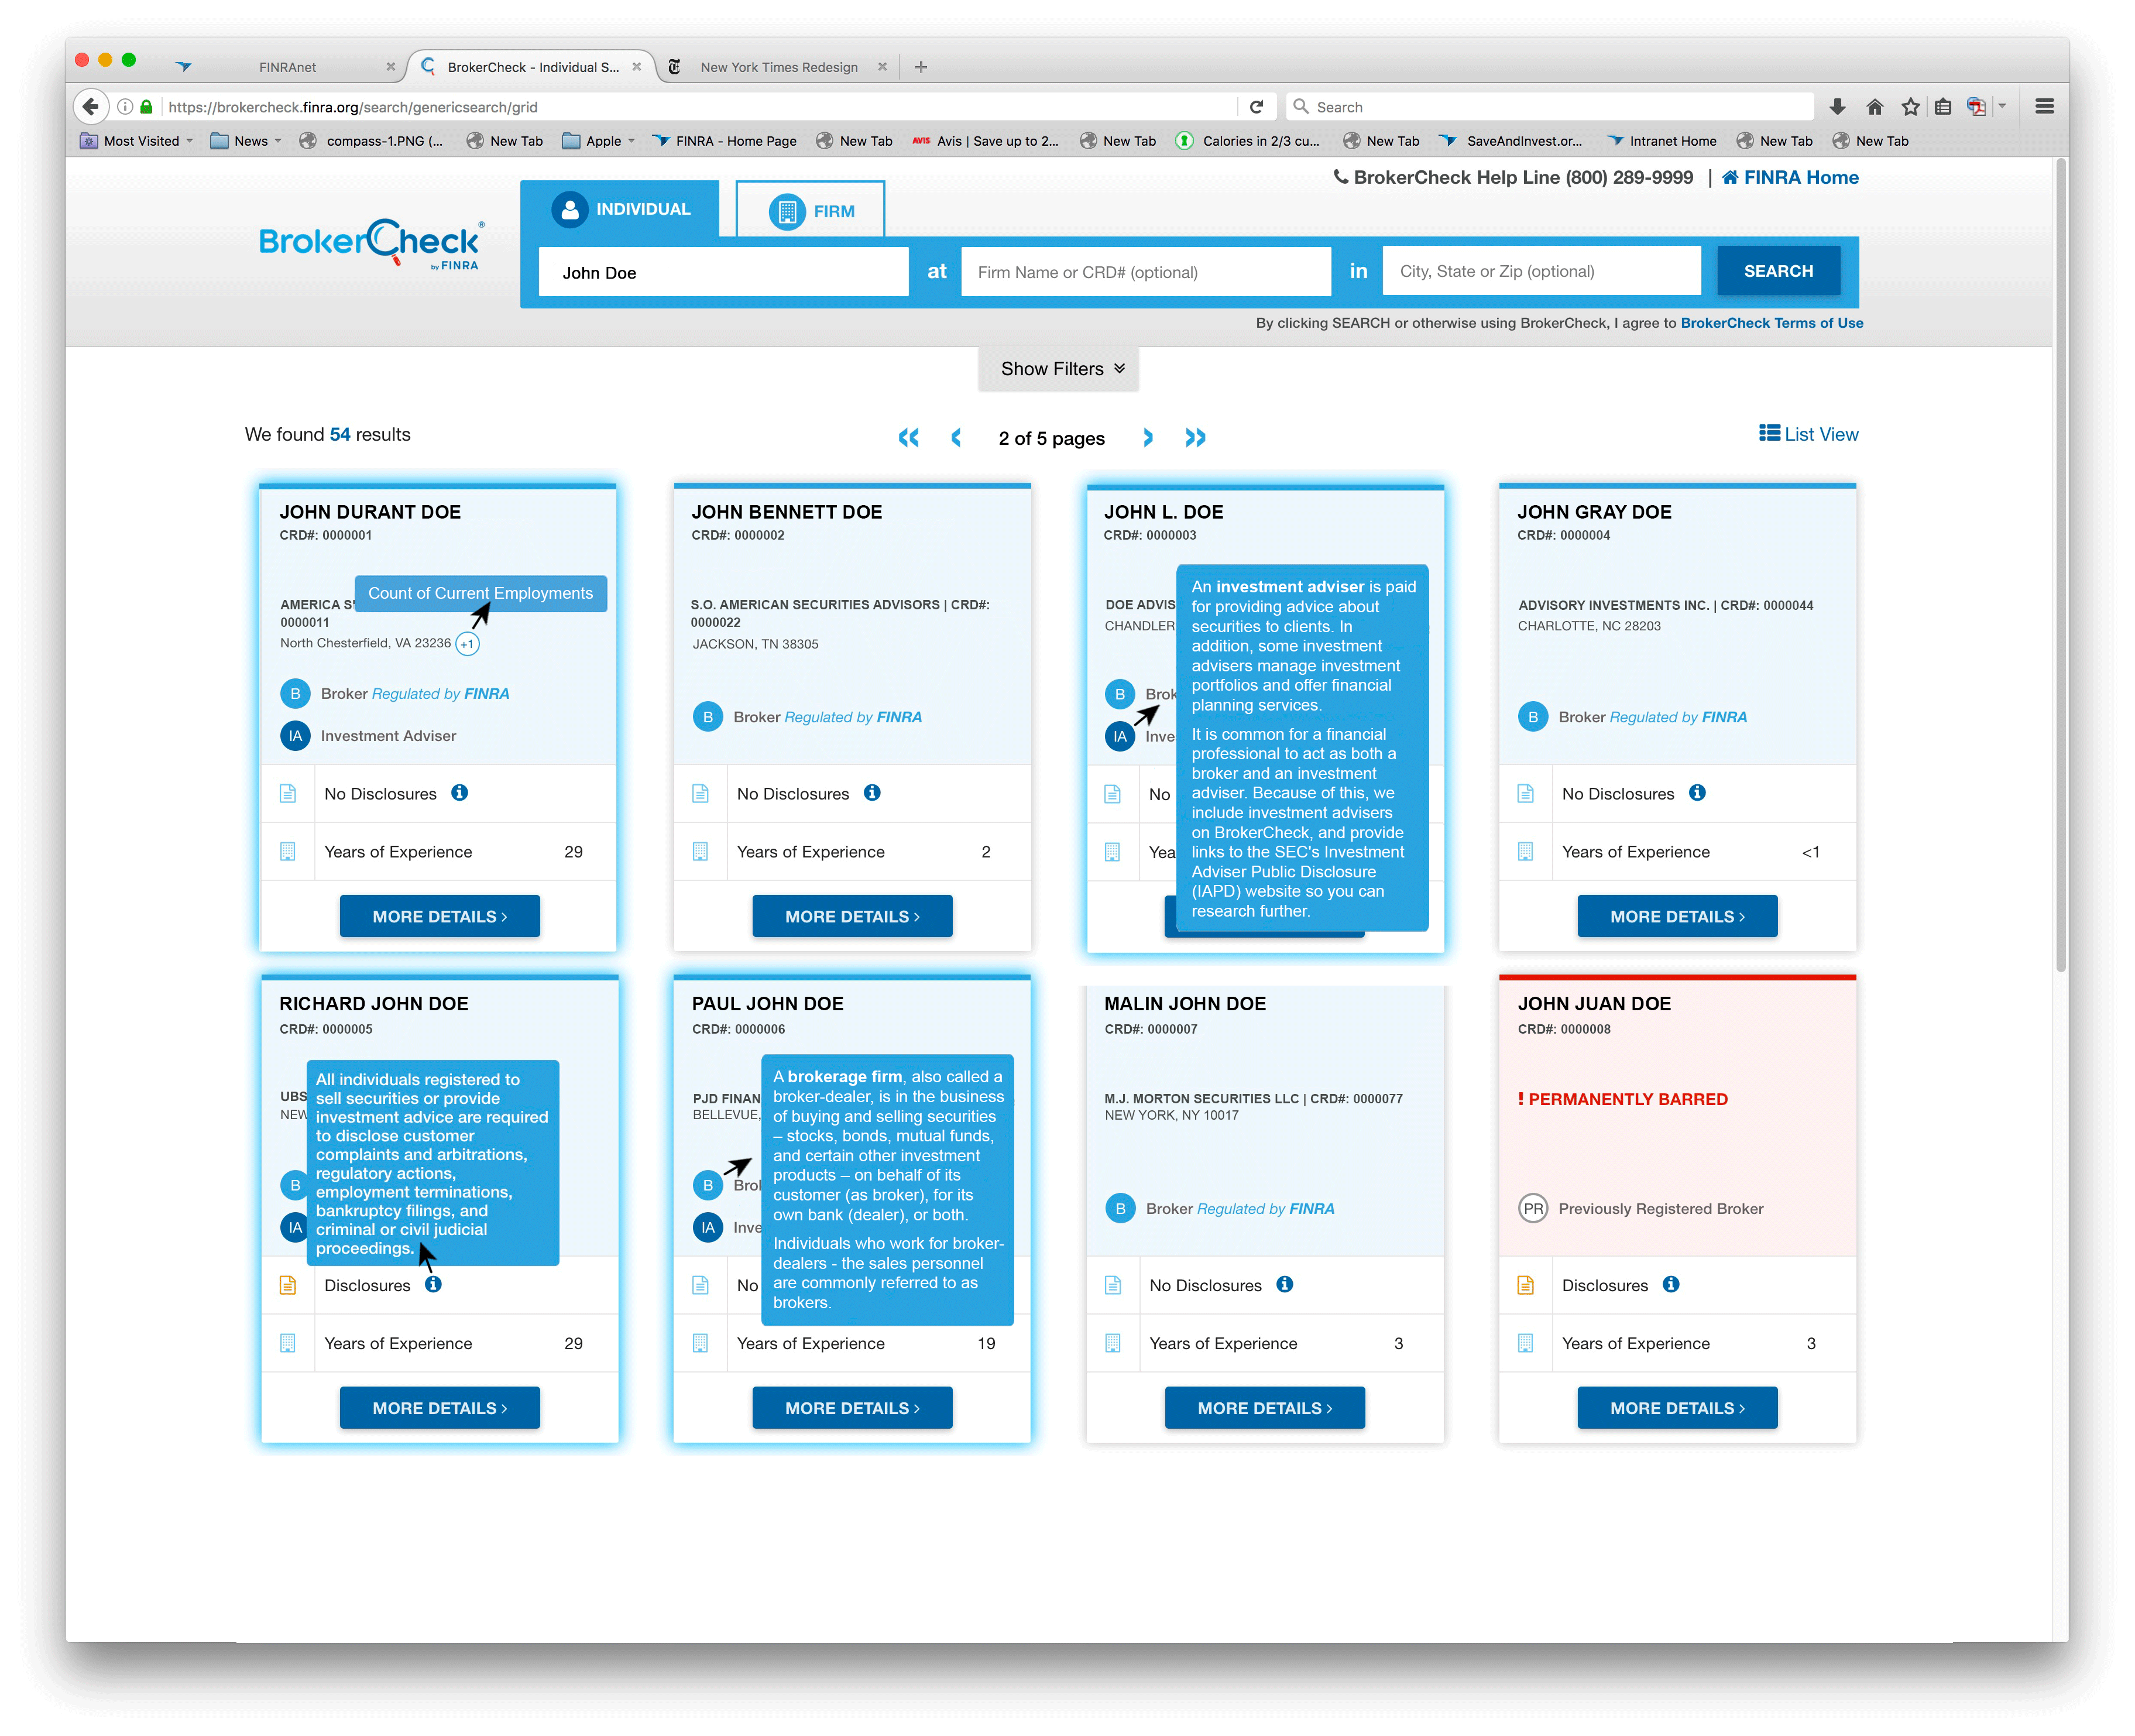 FINRAnet
BrokerCheck - Individual S...
New York Times Redesign
https://brokercheck.finra.org/search/genericsearch/grid
Search
Most Visited
News
compass-1.PNG (...
New Tab
Apple
FINRA - Home Page
New Tab
AVIS Avis | Save up to 2...
New Tab
Calories in 2/3 cu...
New Tab
SaveAndInvest.or...
Intranet Home
New Tab
New Tab
BrokerCheck Help Line (800) 289-9999 | FINRA Home
BrokerCheck®
by FINRA
INDIVIDUAL
FIRM
John Doe
at
Firm Name or CRD# (optional)
in
City, State or Zip (optional)
SEARCH
By clicking SEARCH or otherwise using BrokerCheck, I agree to BrokerCheck Terms of Use
Show Filters
We found 54 results
« ‹ 2 of 5 pages › »
List View
JOHN DURANT DOE
CRD#: 0000001
Count of Current Employments
AMERICA S
0000011
North Chesterfield, VA 23236 +1
B Broker Regulated by FINRA
IA Investment Adviser
No Disclosures
Years of Experience 29
MORE DETAILS ›
JOHN BENNETT DOE
CRD#: 0000002
S.O. AMERICAN SECURITIES ADVISORS | CRD#:
0000022
JACKSON, TN 38305
B Broker Regulated by FINRA
No Disclosures
Years of Experience 2
MORE DETAILS ›
JOHN L. DOE
CRD#: 0000003
DOE ADVIS
CHANDLER
B Brok
IA Inve
No
Yea
An investment adviser is paid
for providing advice about
securities to clients. In
addition, some investment
advisers manage investment
portfolios and offer financial
planning services.
It is common for a financial
professional to act as both a
broker and an investment
adviser. Because of this, we
include investment advisers
on BrokerCheck, and provide
links to the SEC's Investment
Adviser Public Disclosure
(IAPD) website so you can
research further.
JOHN GRAY DOE
CRD#: 0000004
ADVISORY INVESTMENTS INC. | CRD#: 0000044
CHARLOTTE, NC 28203
B Broker Regulated by FINRA
No Disclosures
Years of Experience <1
MORE DETAILS ›
RICHARD JOHN DOE
CRD#: 0000005
UBS
NEW
B
IA
All individuals registered to
sell securities or provide
investment advice are required
to disclose customer
complaints and arbitrations,
regulatory actions,
employment terminations,
bankruptcy filings, and
criminal or civil judicial
proceedings.
Disclosures
Years of Experience 29
MORE DETAILS ›
PAUL JOHN DOE
CRD#: 0000006
PJD FINAN
BELLEVUE,
B Brok
IA Inve
No
A brokerage firm, also called a
broker-dealer, is in the business
of buying and selling securities
– stocks, bonds, mutual funds,
and certain other investment
products – on behalf of its
customer (as broker), for its
own bank (dealer), or both.
Individuals who work for broker-
dealers - the sales personnel
are commonly referred to as
brokers.
Years of Experience 19
MORE DETAILS ›
MALIN JOHN DOE
CRD#: 0000007
M.J. MORTON SECURITIES LLC | CRD#: 0000077
NEW YORK, NY 10017
B Broker Regulated by FINRA
No Disclosures
Years of Experience 3
MORE DETAILS ›
JOHN JUAN DOE
CRD#: 0000008
! PERMANENTLY BARRED
PR Previously Registered Broker
Disclosures
Years of Experience 3
MORE DETAILS ›